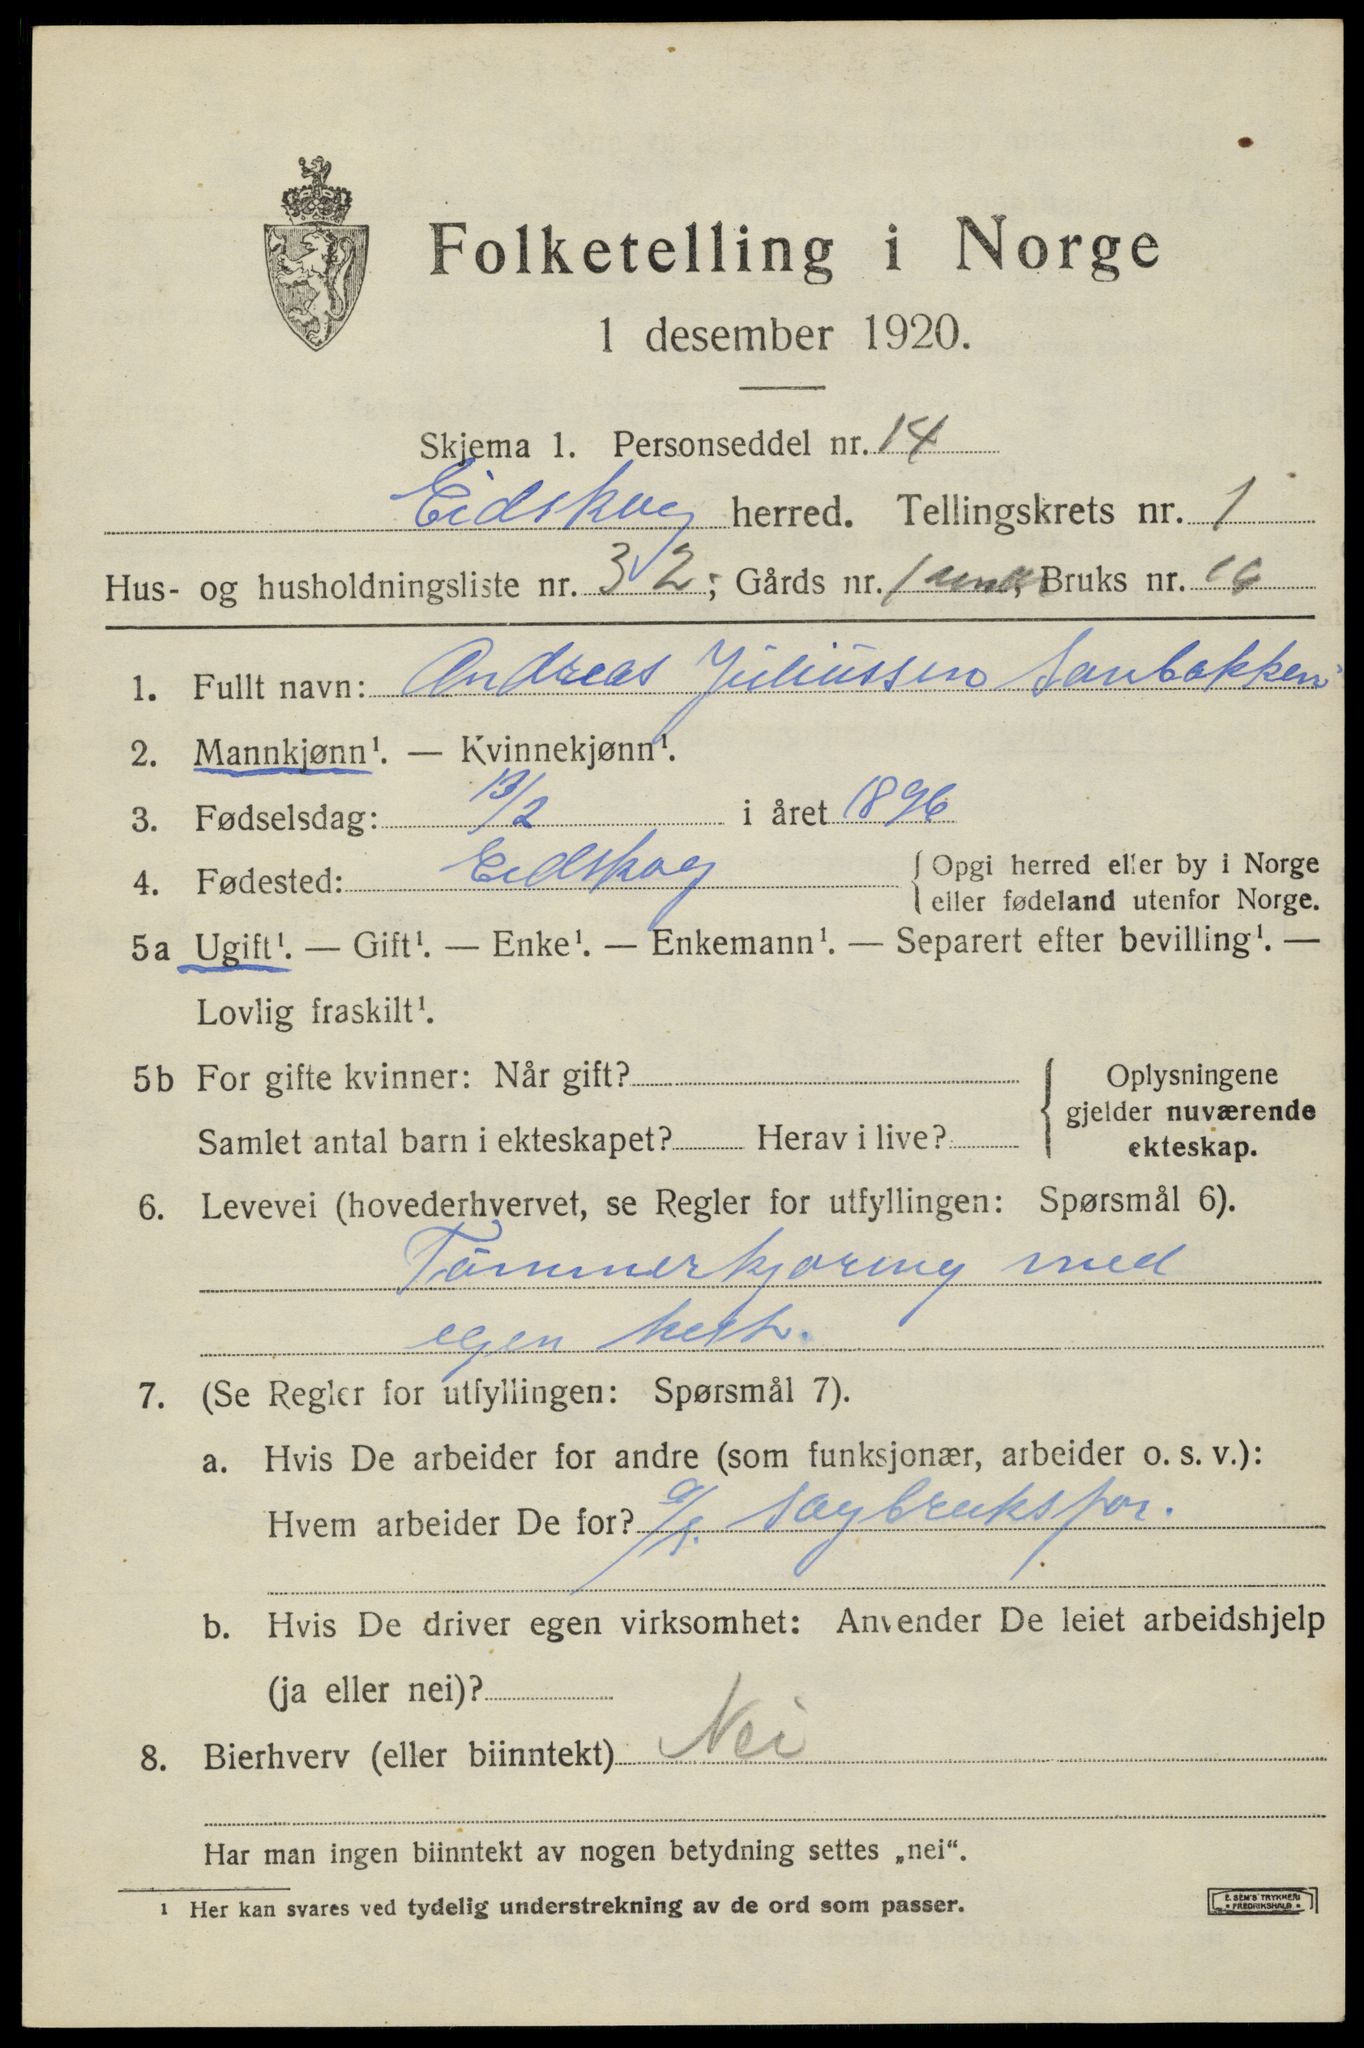 Folketelling i Norge
1 desember 1920.
Skjema 1. Personseddel nr. 14
Eidskog herred. Tellingskrets nr. 1
Hus- og husholdningsliste nr. 32; Gårds nr. 1 Bruks nr. 16
1. Fullt navn: Andreas Juliussen Sanbakken
2. Mannkjønn¹. — Kvinnekjønn¹.
3. Fødselsdag: 13/2 i året 1896
4. Fødested: Eidskog { Opgi herred eller by i Norge
eller fødeland utenfor Norge.
5a Ugift¹. — Gift¹. — Enke¹. — Enkemann¹. — Separert efter bevilling¹. —
Lovlig fraskilt¹.
5b For gifte kvinner: Når gift? { Oplysningene
gjelder nuværende
Samlet antal barn i ekteskapet? Herav i live? ekteskap.
6. Levevei (hovederhvervet, se Regler for utfyllingen: Spørsmål 6).
Tømmerkjøring med
egen hest.
7. (Se Regler for utfyllingen: Spørsmål 7).
a. Hvis De arbeider for andre (som funksjonær, arbeider o. s. v.):
Hvem arbeider De for? a/s. Sagbruksfor.
b. Hvis De driver egen virksomhet: Anvender De leiet arbeidshjelp
(ja eller nei)?
8. Bierhverv (eller biinntekt) Nei
Har man ingen biinntekt av nogen betydning settes „nei“.
¹ Her kan svares ved tydelig understrekning av de ord som passer.
E. SEM'S TRYKKERI
FREDRIKSHALD